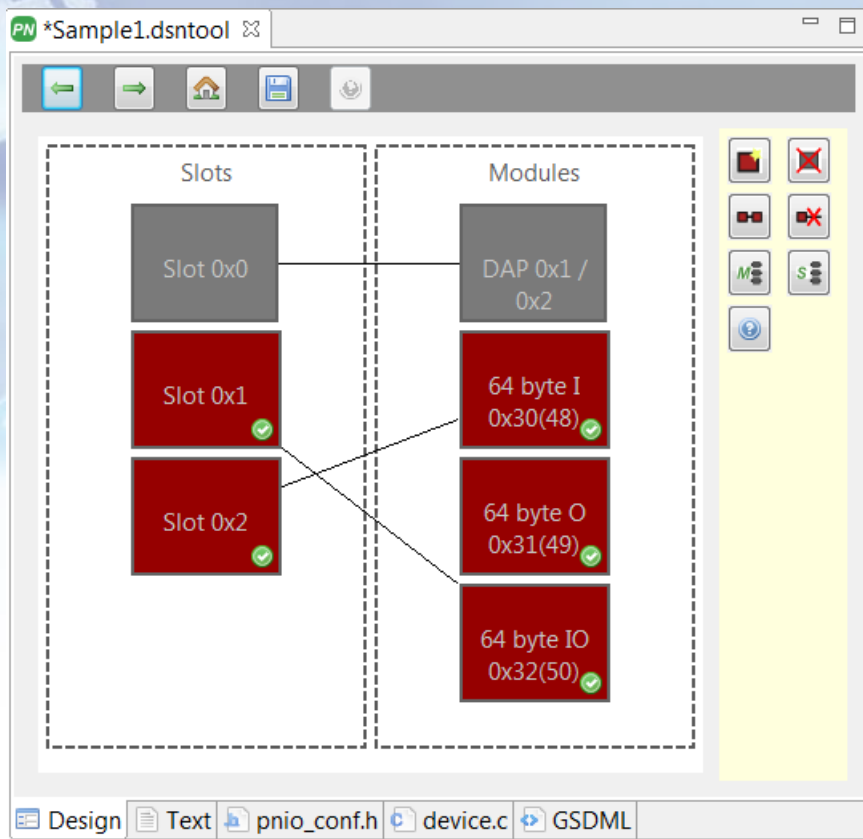 PN *Sample1.dsntool
Slots
Modules
Slot 0x0
DAP 0x1 /
0x2
Slot 0x1
64 byte I
0x30(48)
Slot 0x2
64 byte O
0x31(49)
64 byte IO
0x32(50)
M
S
?
Design Text h pnio_conf.h c device.c GSDML